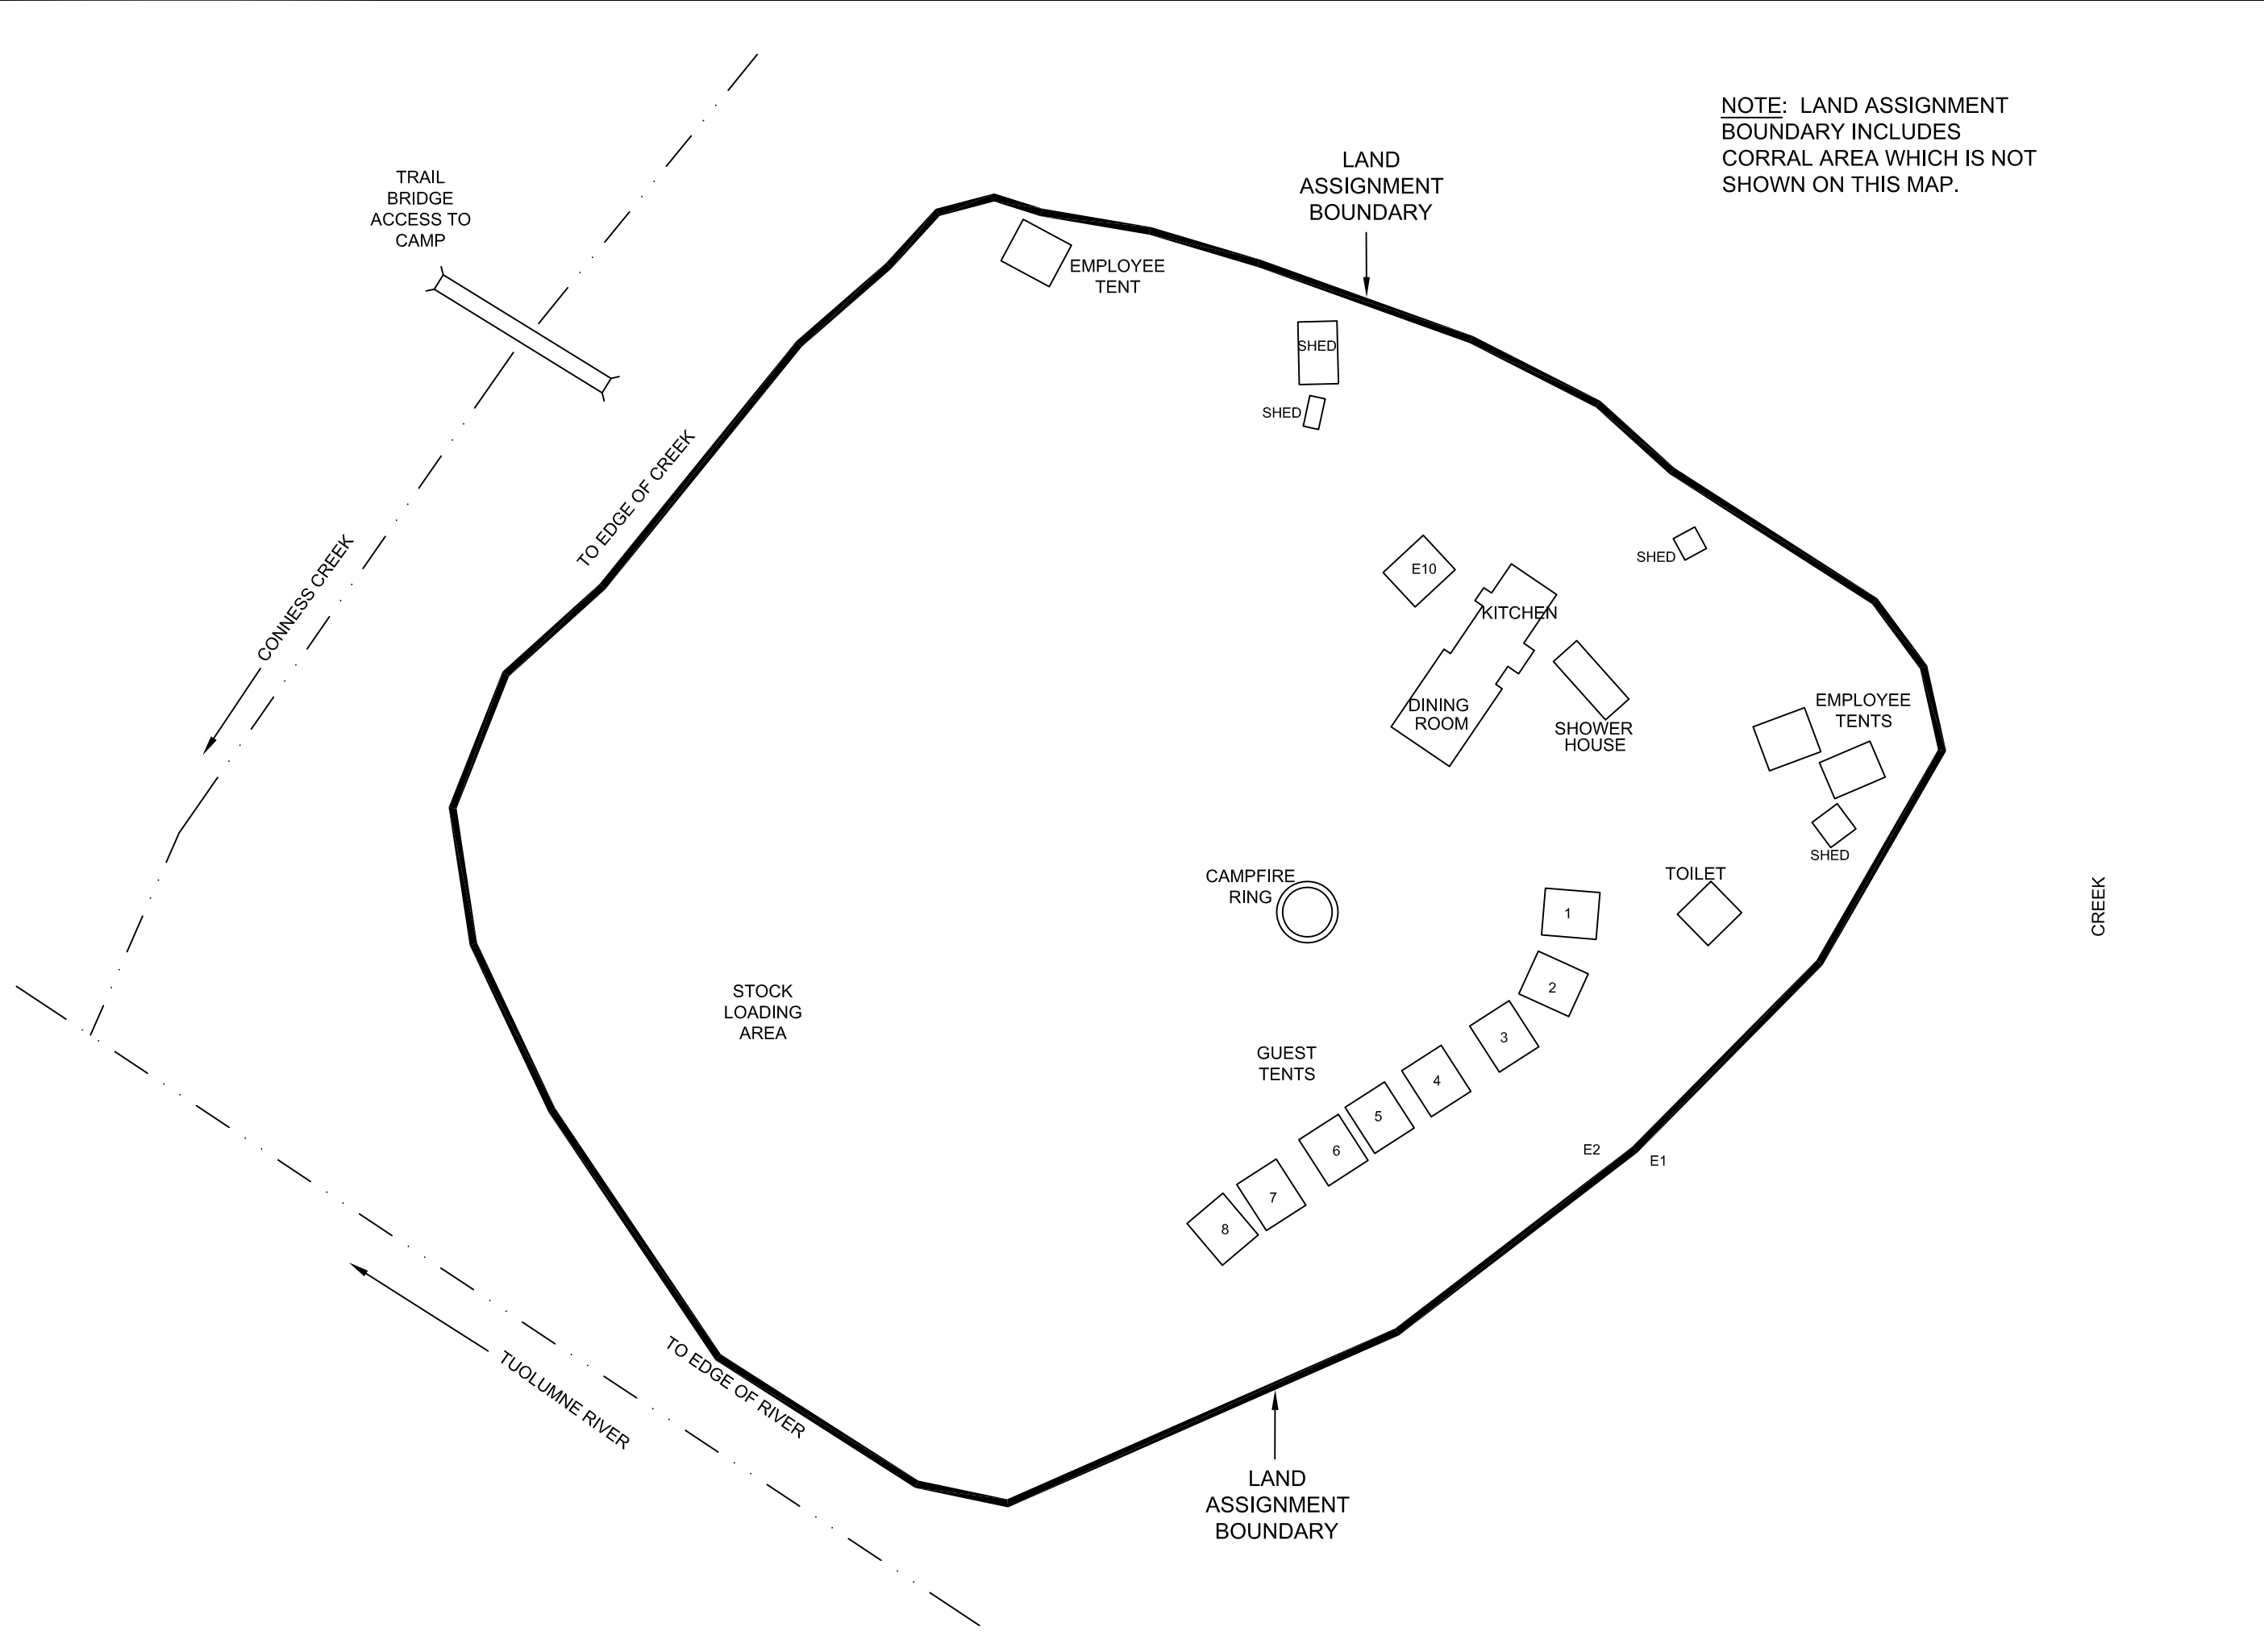 NOTE: LAND ASSIGNMENT
BOUNDARY INCLUDES
CORRAL AREA WHICH IS NOT
SHOWN ON THIS MAP.
LAND
ASSIGNMENT
BOUNDARY
TRAIL
BRIDGE
ACCESS TO
CAMP
EMPLOYEE
TENT
SHED
SHED
TO EDGE OF CREEK
CONNESS CREEK
E10
KITCHEN
SHED
DINING
ROOM
SHOWER
HOUSE
EMPLOYEE
TENTS
SHED
TOILET
CAMPFIRE
RING
CREEK
1
2
3
4
5
6
7
8
STOCK
LOADING
AREA
GUEST
TENTS
E2
E1
TO EDGE OF RIVER
TUOLUMNE RIVER
LAND
ASSIGNMENT
BOUNDARY